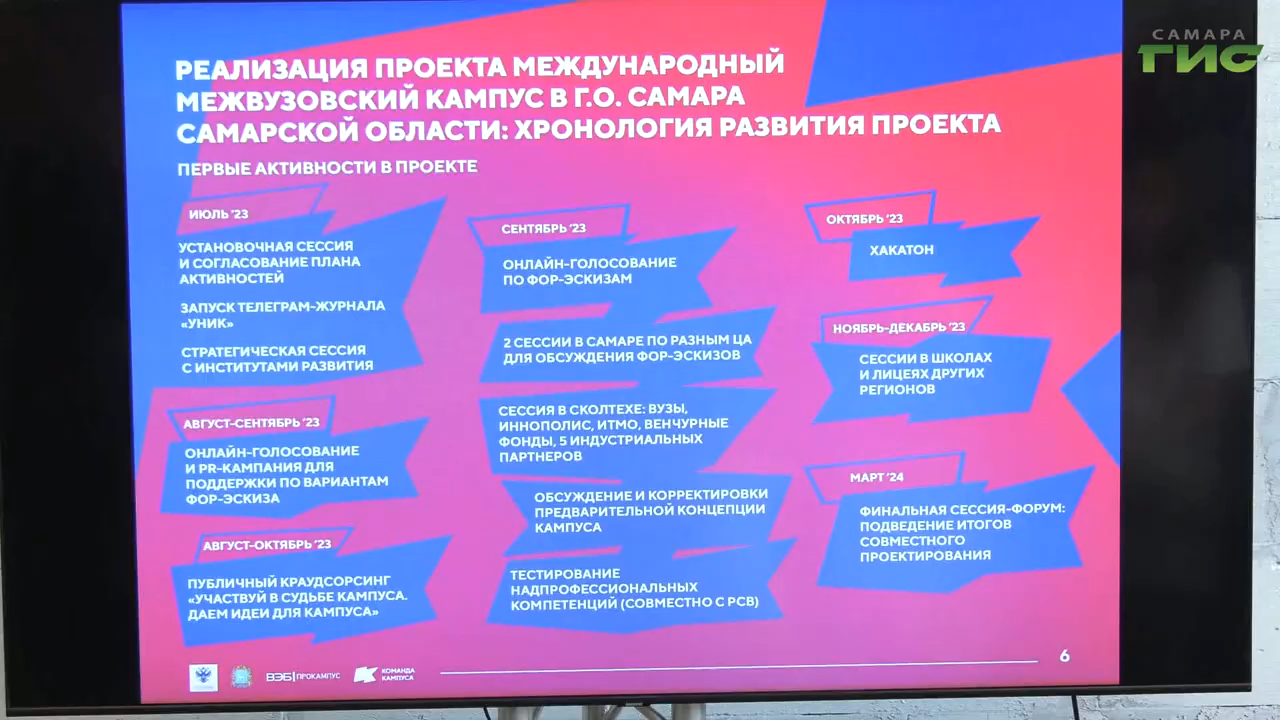 САМАРА
ГИС
РЕАЛИЗАЦИЯ ПРОЕКТА МЕЖДУНАРОДНЫЙ
МЕЖВУЗОВСКИЙ КАМПУС В Г.О. САМАРА
САМАРСКОЙ ОБЛАСТИ: ХРОНОЛОГИЯ РАЗВИТИЯ ПРОЕКТА
ПЕРВЫЕ АКТИВНОСТИ В ПРОЕКТЕ
ИЮЛЬ '23
УСТАНОВОЧНАЯ СЕССИЯ
И СОГЛАСОВАНИЕ ПЛАНА
АКТИВНОСТЕЙ
ЗАПУСК ТЕЛЕГРАМ-ЖУРНАЛА
«УНИК»
СТРАТЕГИЧЕСКАЯ СЕССИЯ
С ИНСТИТУТАМИ РАЗВИТИЯ
АВГУСТ-СЕНТЯБРЬ '23
ОНЛАЙН-ГОЛОСОВАНИЕ
И PR-КАМПАНИЯ ДЛЯ
ПОДДЕРЖКИ ПО ВАРИАНТАМ
ФОР-ЭСКИЗА
АВГУСТ-ОКТЯБРЬ '23
ПУБЛИЧНЫЙ КРАУДСОРСИНГ
«УЧАСТВУЙ В СУДЬБЕ КАМПУСА.
ДАЕМ ИДЕИ ДЛЯ КАМПУСА»
СЕНТЯБРЬ '23
ОНЛАЙН-ГОЛОСОВАНИЕ
ПО ФОР-ЭСКИЗАМ
2 СЕССИИ В САМАРЕ ПО РАЗНЫМ ЦА
ДЛЯ ОБСУЖДЕНИЯ ФОР-ЭСКИЗОВ
СЕССИЯ В СКОЛТЕХЕ: ВУЗЫ,
ИННОПОЛИС, ИТМО, ВЕНЧУРНЫЕ
ФОНДЫ, 5 ИНДУСТРИАЛЬНЫХ
ПАРТНЕРОВ
ОБСУЖДЕНИЕ И КОРРЕКТИРОВКИ
ПРЕДВАРИТЕЛЬНОЙ КОНЦЕПЦИИ
КАМПУСА
ТЕСТИРОВАНИЕ
НАДПРОФЕССИОНАЛЬНЫХ
КОМПЕТЕНЦИЙ (СОВМЕСТНО С РСВ)
ОКТЯБРЬ '23
ХАКАТОН
НОЯБРЬ-ДЕКАБРЬ '23
СЕССИИ В ШКОЛАХ
И ЛИЦЕЯХ ДРУГИХ
РЕГИОНОВ
МАРТ '24
ФИНАЛЬНАЯ СЕССИЯ-ФОРУМ:
ПОДВЕДЕНИЕ ИТОГОВ
СОВМЕСТНОГО
ПРОЕКТИРОВАНИЯ
ВЭБ|ПРОКАМПУС
КОМАНДА
КАМПУСА
6